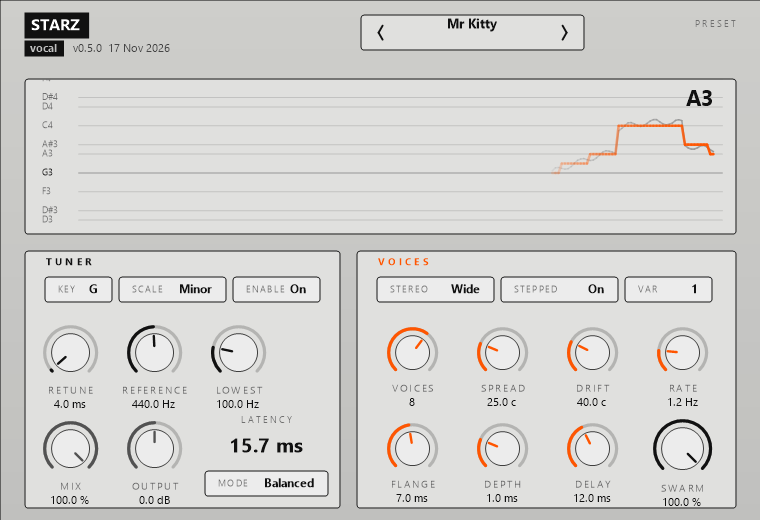 STARZ
vocal v0.5.0 17 Nov 2026
Mr Kitty
PRESET
A3
D#4
D4
C4
A#3
A3
G3
F3
D#3
D3
TUNER
KEY G
SCALE Minor
ENABLE On
RETUNE
4.0 ms
REFERENCE
440.0 Hz
LOWEST
100.0 Hz
MIX
100.0 %
OUTPUT
0.0 dB
LATENCY
15.7 ms
MODE Balanced
VOICES
STEREO Wide
STEPPED On
VAR 1
VOICES
8
SPREAD
25.0 c
DRIFT
40.0 c
RATE
1.2 Hz
FLANGE
7.0 ms
DEPTH
1.0 ms
DELAY
12.0 ms
SWARM
100.0 %